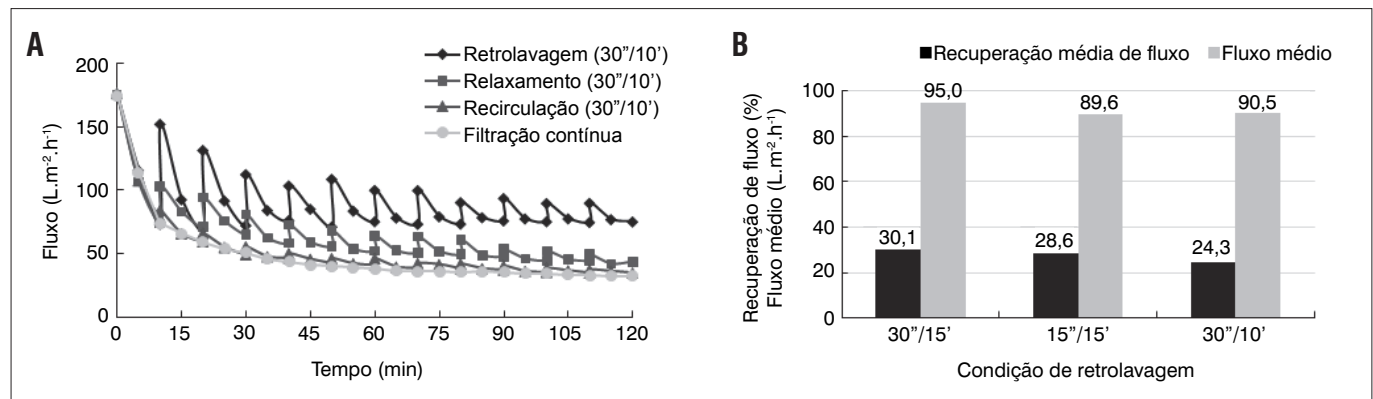 A
Retrolavagem (30”/10’)
Relaxamento (30”/10’)
Recirculação (30”/10’)
Filtração contínua
Fluxo (L.m⁻².h⁻¹)
200
150
100
50
0
0 15 30 45 60 75 90 105 120
Tempo (min)
B
Recuperação média de fluxo Fluxo médio
Recuperação de fluxo (%)
Fluxo médio (L.m⁻².h⁻¹)
100
80
60
40
20
0
30,1 95,0 28,6 89,6 24,3 90,5
30”/15’ 15”/15’ 30”/10’
Condição de retrolavagem